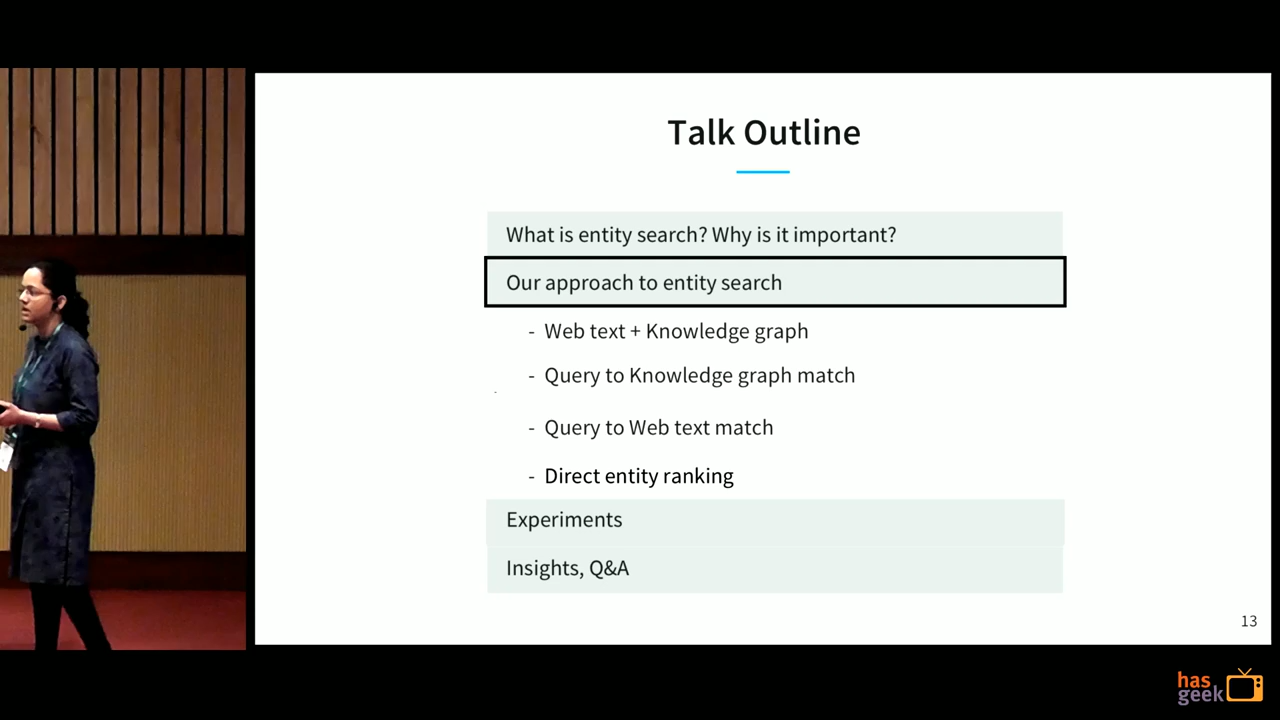 Talk Outline
What is entity search? Why is it important?
Our approach to entity search
- Web text + Knowledge graph
- Query to Knowledge graph match
- Query to Web text match
- Direct entity ranking
Experiments
Insights, Q&A
13
has
geek